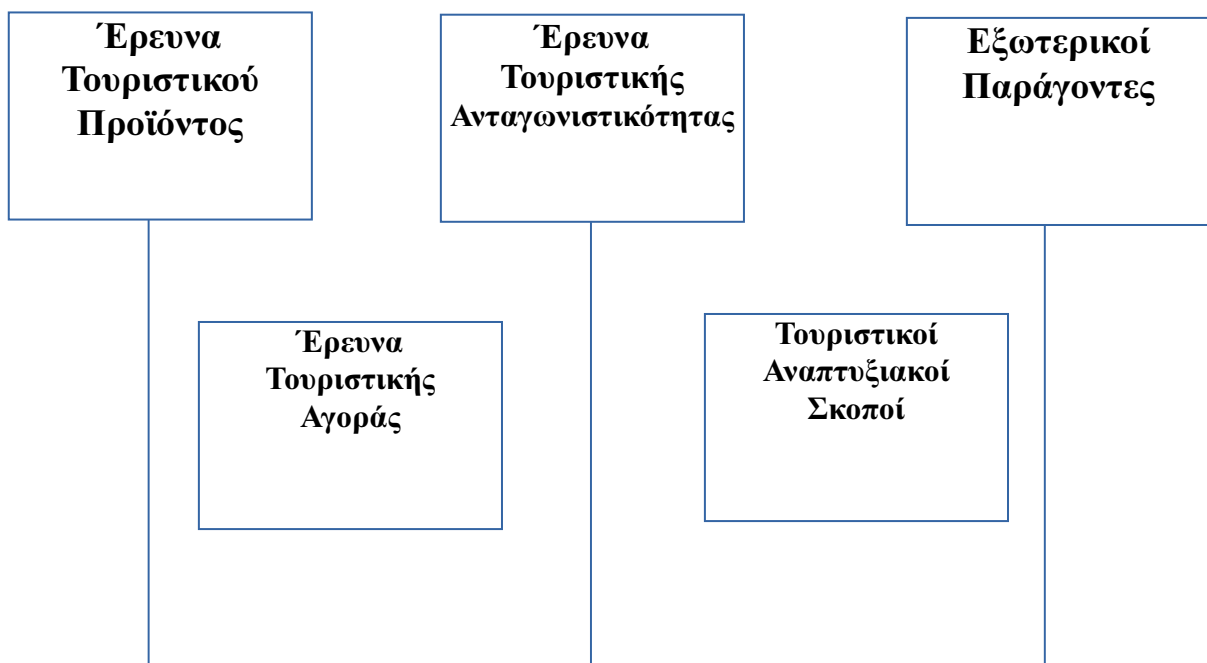 Έρευνα
Τουριστικού
Προϊόντος
Έρευνα
Τουριστικής
Ανταγωνιστικότητας
Εξωτερικοί
Παράγοντες
Έρευνα
Τουριστικής
Αγοράς
Τουριστικοί
Αναπτυξιακοί
Σκοποί